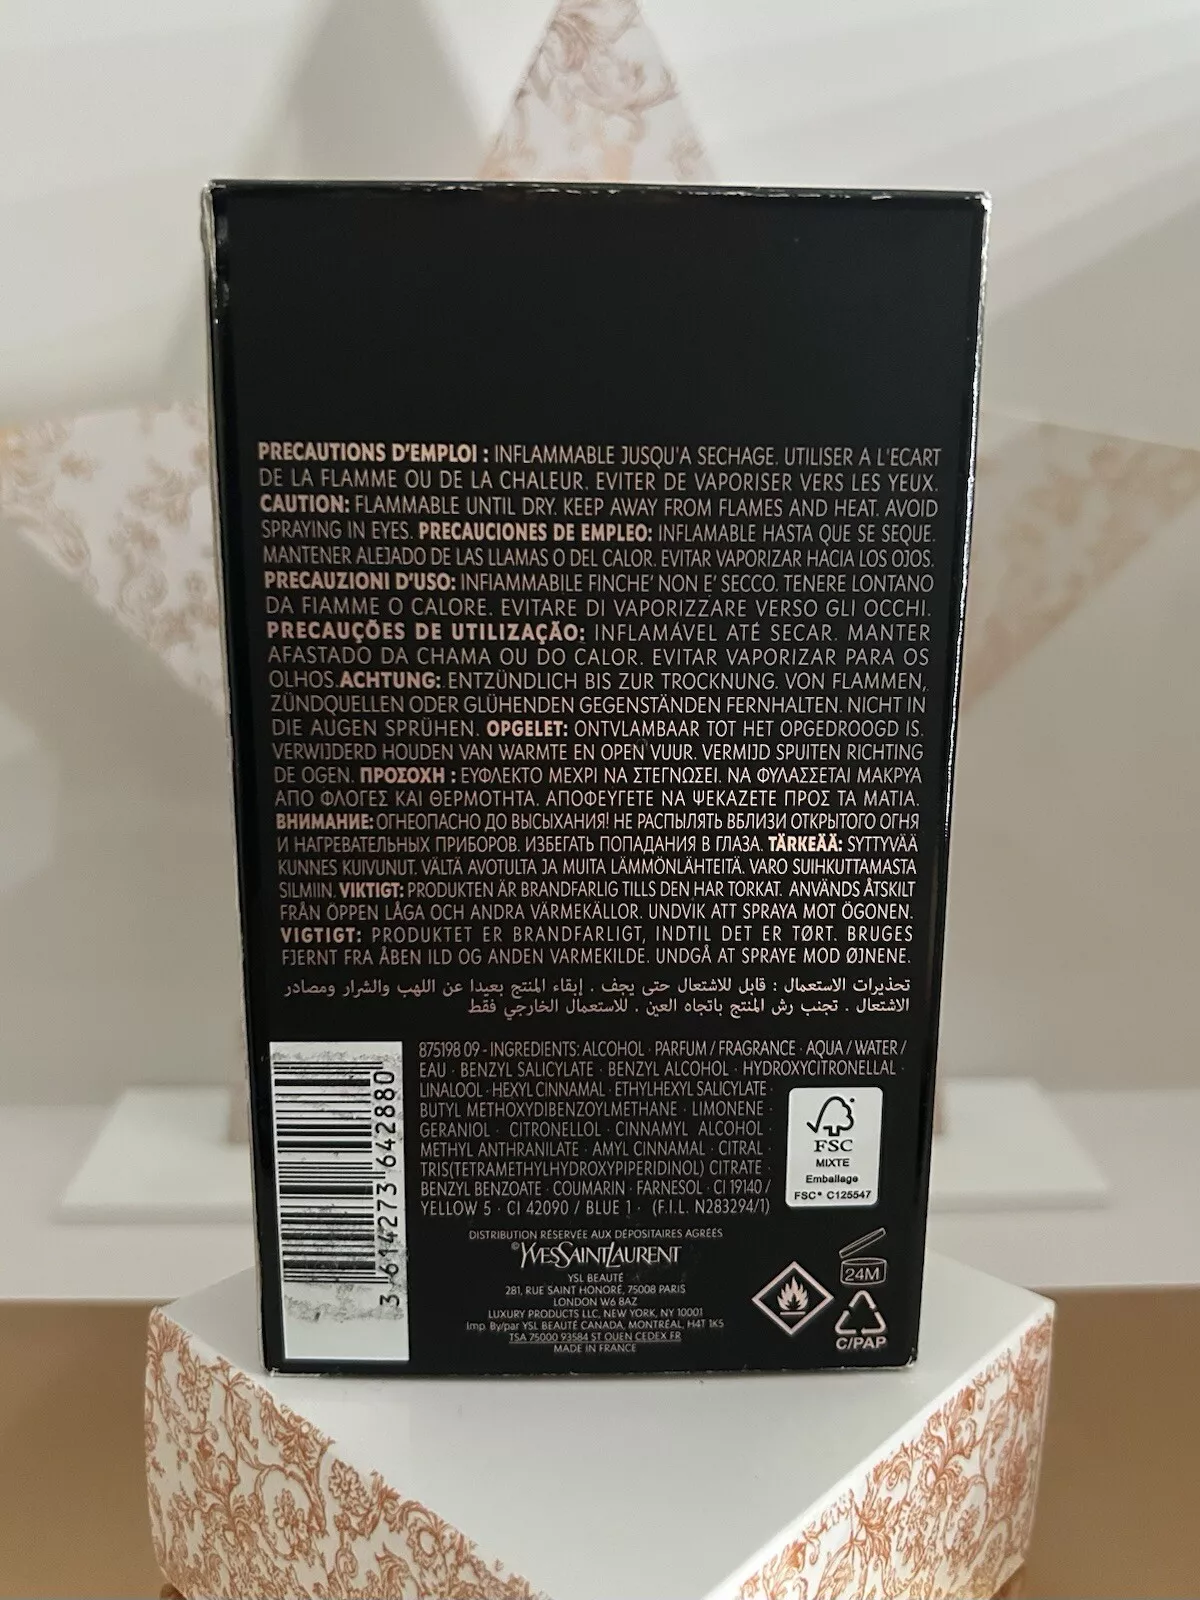 PRECAUTIONS D'EMPLOI : INFLAMMABLE JUSQU'A SECHAGE. UTILISER A L'ECART
DE LA FLAMME OU DE LA CHALEUR. EVITER DE VAPORISER VERS LES YEUX.
CAUTION: FLAMMABLE UNTIL DRY. KEEP AWAY FROM FLAMES AND HEAT. AVOID
SPRAYING IN EYES. PRECAUCIONES DE EMPLEO: INFLAMABLE HASTA QUE SE SEQUE.
MANTENER ALEJADO DE LAS LLAMAS O DEL CALOR. EVITAR VAPORIZAR HACIA LOS OJOS.
PRECAUZIONI D'USO: INFIAMMABILE FINCHE' NON E' SECCO. TENERE LONTANO
DA FIAMME O CALORE. EVITARE DI VAPORIZZARE VERSO GLI OCCHI.
PRECAUÇÕES DE UTILIZAÇÃO: INFLAMÁVEL ATÉ SECAR. MANTER
AFASTADO DA CHAMA OU DO CALOR. EVITAR VAPORIZAR PARA OS
OLHOS. ACHTUNG: ENTZÜNDLICH BIS ZUR TROCKNUNG. VON FLAMMEN,
ZÜNDQUELLEN ODER GLÜHENDEN GEGENSTÄNDEN FERNHALTEN. NICHT IN
DIE AUGEN SPRÜHEN. OPGELET: ONTVLAMBAAR TOT HET OPGEDROOGD IS.
VERWIJDERD HOUDEN VAN WARMTE EN OPEN VUUR. VERMIJD SPUITEN RICHTING
DE OGEN. ΠΡΟΣΟΧΗ : ΕΥΦΛΕΚΤΟ ΜΕΧΡΙ ΝΑ ΣΤΕΓΝΩΣΕΙ. ΝΑ ΦΥΛΑΣΣΕΤΑΙ ΜΑΚΡΥΑ
ΑΠΟ ΦΛΟΓΕΣ ΚΑΙ ΘΕΡΜΟΤΗΤΑ. ΑΠΟΦΕΥΓΕΤΕ ΝΑ ΨΕΚΑΖΕΤΕ ΠΡΟΣ ΤΑ ΜΑΤΙΑ.
ВНИМАНИЕ: ОГНЕОПАСНО ДО ВЫСЫХАНИЯ! НЕ РАСПЫЛЯТЬ ВБЛИЗИ ОТКРЫТОГО ОГНЯ
И НАГРЕВАТЕЛЬНЫХ ПРИБОРОВ. ИЗБЕГАТЬ ПОПАДАНИЯ В ГЛАЗА. TÄRKEÄÄ: SYTTYVÄÄ
KUNNES KUIVUNUT. VÄLTÄ AVOTULTA JA MUITA LÄMMÖNLÄHTEITÄ. VARO SUIHKUTTAMASTA
SILMIIN. VIKTIGT: PRODUKTEN ÄR BRANDFARLIG TILLS DEN HAR TORKAT. ANVÄNDS ÅTSKILT
FRÅN ÖPPEN LÅGA OCH ANDRA VÄRMEKÄLLOR. UNDVIK ATT SPRAYA MOT ÖGONEN.
VIGTIGT: PRODUKTET ER BRANDFARLIGT, INDTIL DET ER TØRT. BRUGES
FJERNT FRA ÅBEN ILD OG ANDEN VARMEKILDE. UNDGÅ AT SPRAYE MOD ØJNENE.
تحذيرات الاستعمال : قابل للاشتعال حتى يجف . إبقاء المنتج بعيدا عن اللهب والشرار ومصادر
الاشتعال . تجنب رش المنتج باتجاه العين . للاستعمال الخارجي فقط
3 614273 642880
875198 09 - INGREDIENTS: ALCOHOL · PARFUM / FRAGRANCE · AQUA / WATER /
EAU · BENZYL SALICYLATE · BENZYL ALCOHOL · HYDROXYCITRONELLAL ·
LINALOOL · HEXYL CINNAMAL · ETHYLHEXYL SALICYLATE ·
BUTYL METHOXYDIBENZOYLMETHANE · LIMONENE ·
GERANIOL · CITRONELLOL · CINNAMYL ALCOHOL ·
METHYL ANTHRANILATE · AMYL CINNAMAL · CITRAL ·
TRIS(TETRAMETHYLHYDROXYPIPERIDINOL) CITRATE ·
BENZYL BENZOATE · COUMARIN · FARNESOL · CI 19140 /
YELLOW 5 · CI 42090 / BLUE 1 · (F.I.L. N283294/1)
FSC
MIXTE
Emballage
FSC® C125547
DISTRIBUTION RÉSERVÉE AUX DÉPOSITAIRES AGRÉÉS
©YVESSAINTLAURENT
YSL BEAUTÉ
281, RUE SAINT HONORÉ, 75008 PARIS
LONDON W6 8AZ
LUXURY PRODUCTS LLC, NEW YORK, NY 10001
Imp. By/par YSL BEAUTÉ CANADA, MONTRÉAL, H4T 1K5
TSA 75000 93584 ST OUEN CEDEX FR
MADE IN FRANCE
24M
C/PAP